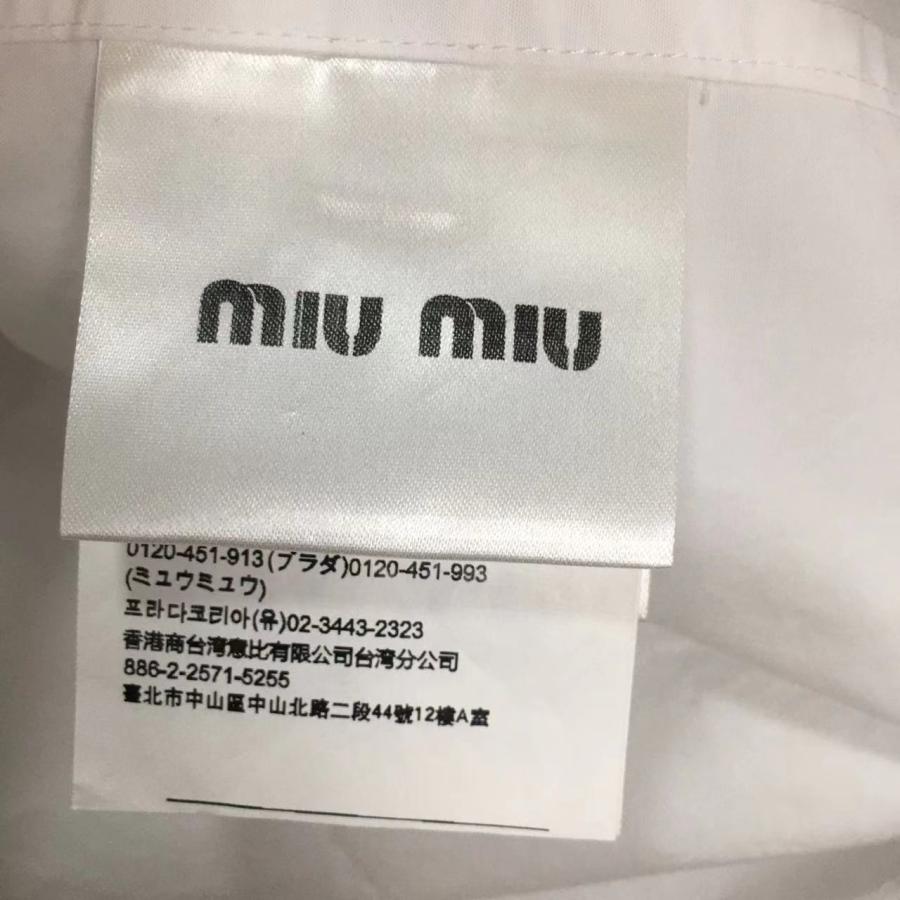 miu miu
0120-451-913(プラダ)0120-451-993
(ミュウミュウ)
프라다코리아(유)02-3443-2323
香港商台湾意比有限公司台湾分公司
886-2-2571-5255
臺北市中山區中山北路二段44號12樓A室